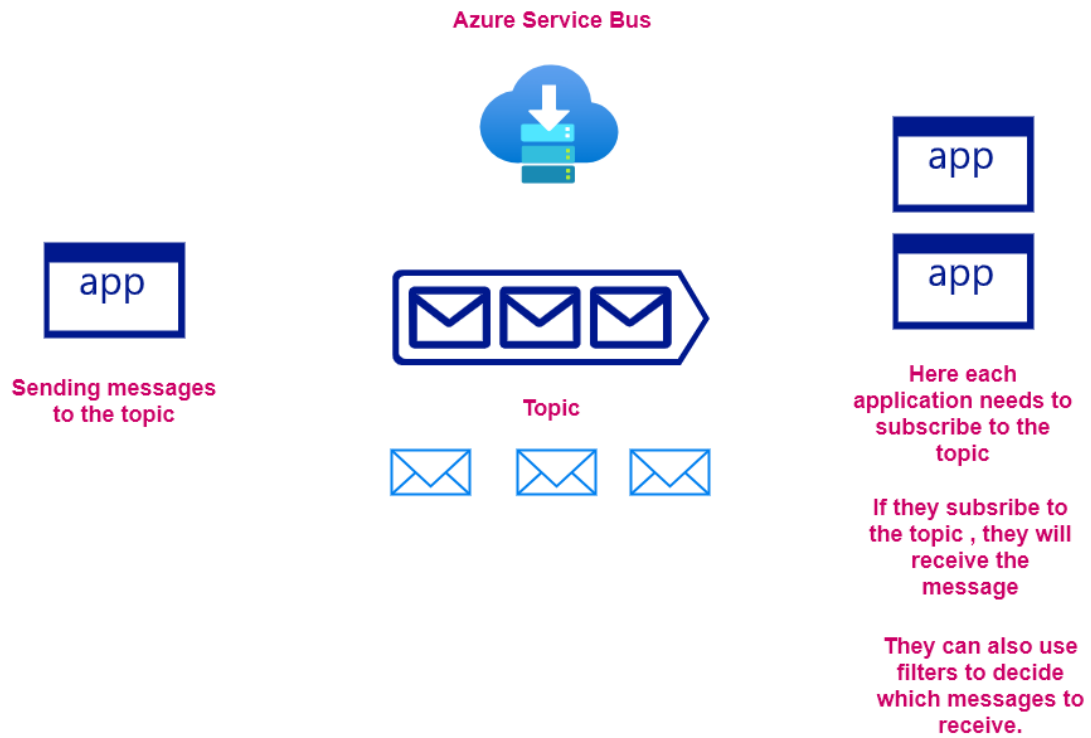 Azure Service Bus
app
app
app
Sending messages
to the topic
Topic
Here each
application needs to
subscribe to the
topic
If they subsribe to
the topic , they will
receive the
message
They can also use
filters to decide
which messages to
receive.